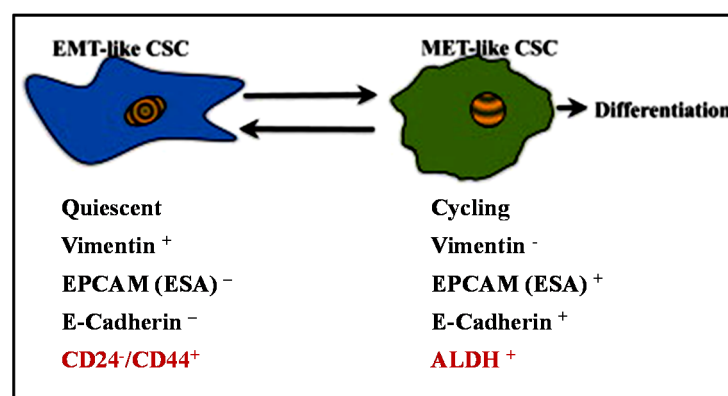 EMT-like CSC
MET-like CSC
Differentiation
Quiescent
Vimentin +
EPCAM (ESA) –
E-Cadherin –
CD24-/CD44+
Cycling
Vimentin -
EPCAM (ESA) +
E-Cadherin +
ALDH +